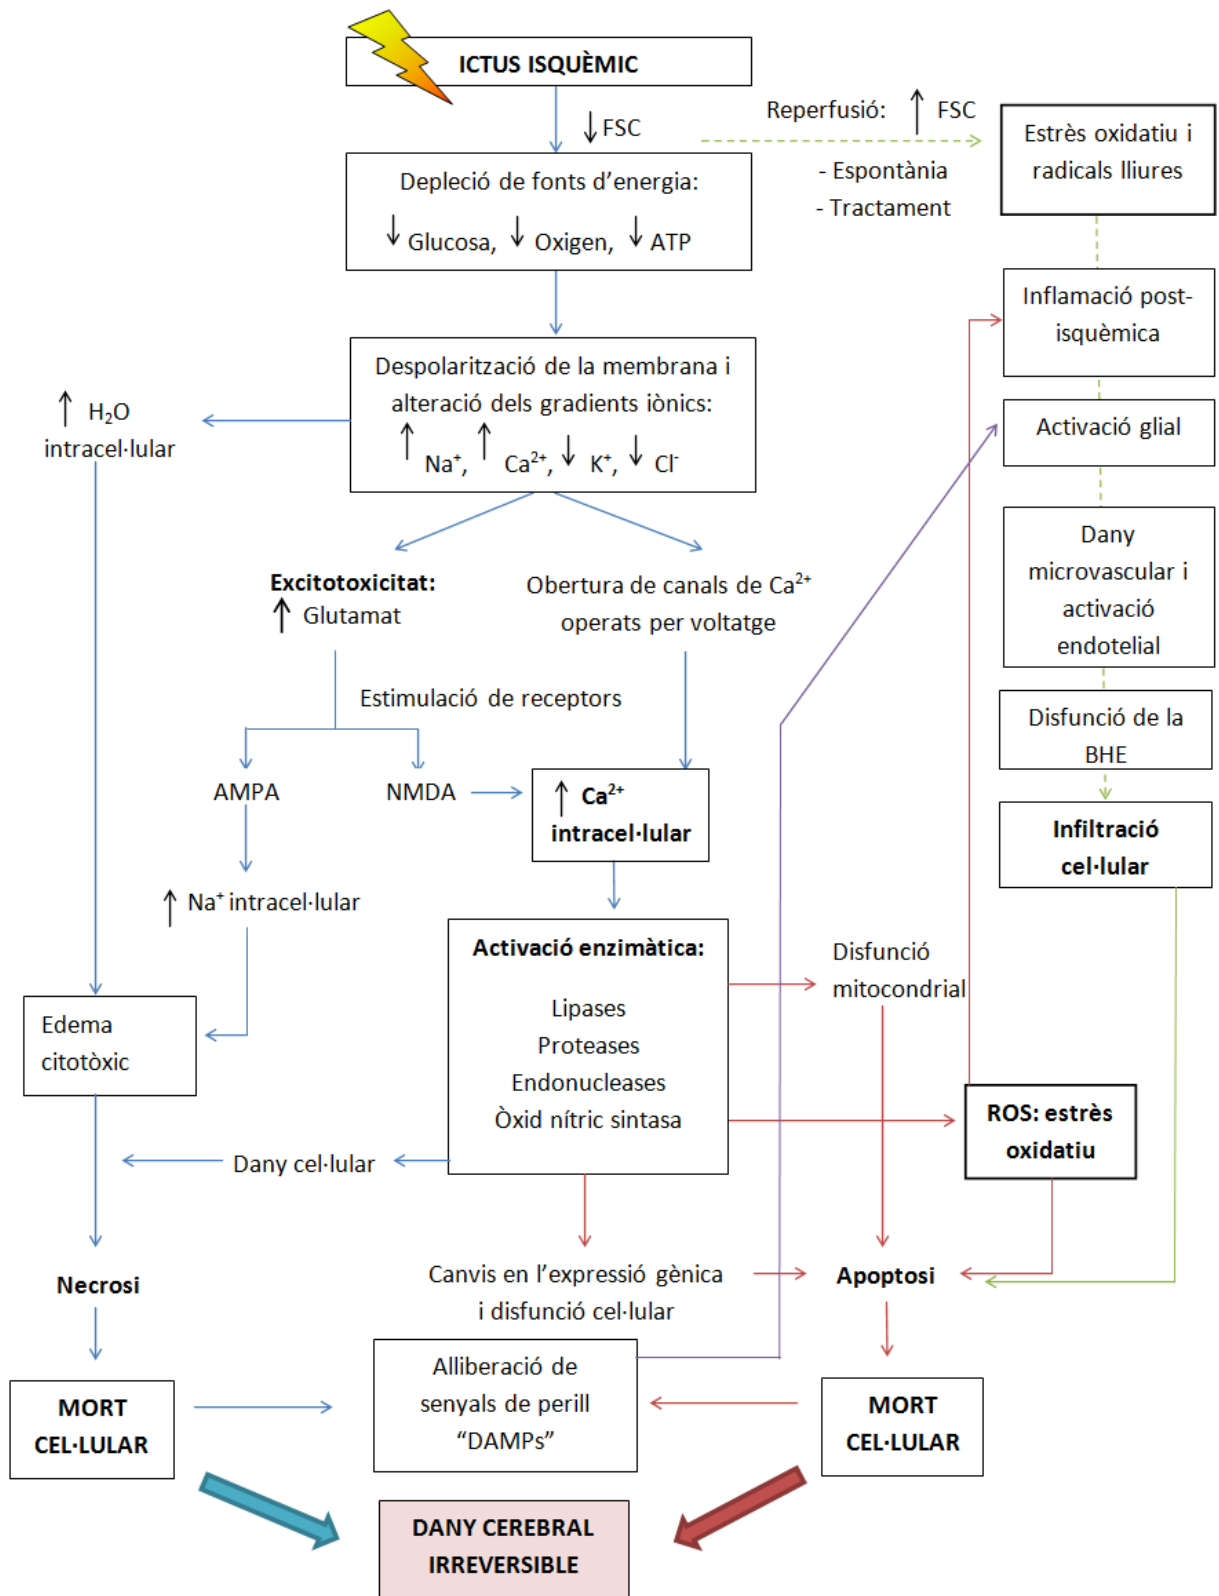 ICTUS ISQUÈMIC
↓ FSC
Reperfusió: ↑ FSC
- Espontània
- Tractament
Estrès oxidatiu i
radicals lliures
Depleció de fonts d’energia:
↓ Glucosa, ↓ Oxigen, ↓ ATP
Inflamació post-
isquèmica
Despolarització de la membrana i
alteració dels gradients iònics:
↑ Na⁺, ↑ Ca²⁺, ↓ K⁺, ↓ Cl⁻
↑ H₂O
intracel·lular
Activació glial
Dany
microvascular i
activació
endotelial
Excitotoxicitat:
↑ Glutamat
Obertura de canals de Ca²⁺
operats per voltatge
Estimulació de receptors
Disfunció de la
BHE
AMPA
NMDA
↑ Ca²⁺
intracel·lular
Infiltració
cel·lular
↑ Na⁺ intracel·lular
Activació enzimàtica:
Lipases
Proteases
Endonucleases
Òxid nítric sintasa
Disfunció
mitocondrial
Edema
citotòxic
ROS: estrès
oxidatiu
Dany cel·lular
Necrosi
Canvis en l’expressió gènica
i disfunció cel·lular
Apoptosi
Alliberació de
senyals de perill
“DAMPs”
MORT
CEL·LULAR
MORT
CEL·LULAR
DANY CEREBRAL
IRREVERSIBLE